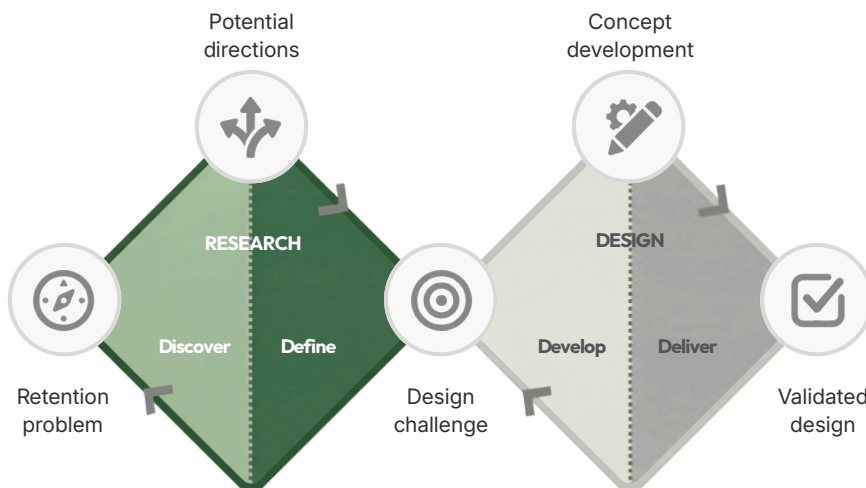 Potential
directions
Concept
development
RESEARCH
DESIGN
Discover
Define
Develop
Deliver
Retention
problem
Design
challenge
Validated
design